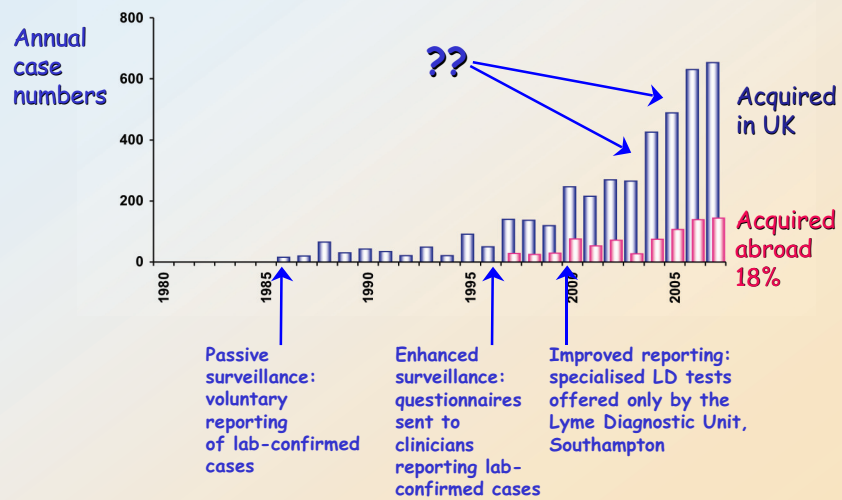 Annual
case
numbers
800
600
400
200
0
??
Acquired
in UK
Acquired
abroad
18%
1980
1985
1990
1995
2000
2005
Passive
surveillance:
voluntary
reporting
of lab-confirmed
cases
Enhanced
surveillance:
questionnaires
sent to
clinicians
reporting lab-
confirmed cases
Improved reporting:
specialised LD tests
offered only by the
Lyme Diagnostic Unit,
Southampton